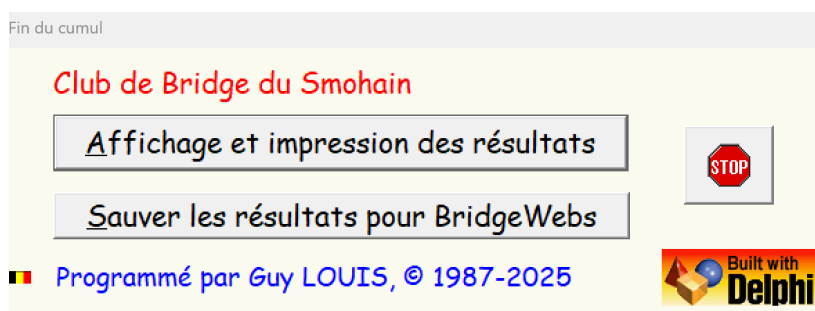 Fin du cumul
Club de Bridge du Smohain
Affichage et impression des résultats
STOP
Sauver les résultats pour BridgeWebs
Programmé par Guy LOUIS, © 1987-2025
Built with
Delphi